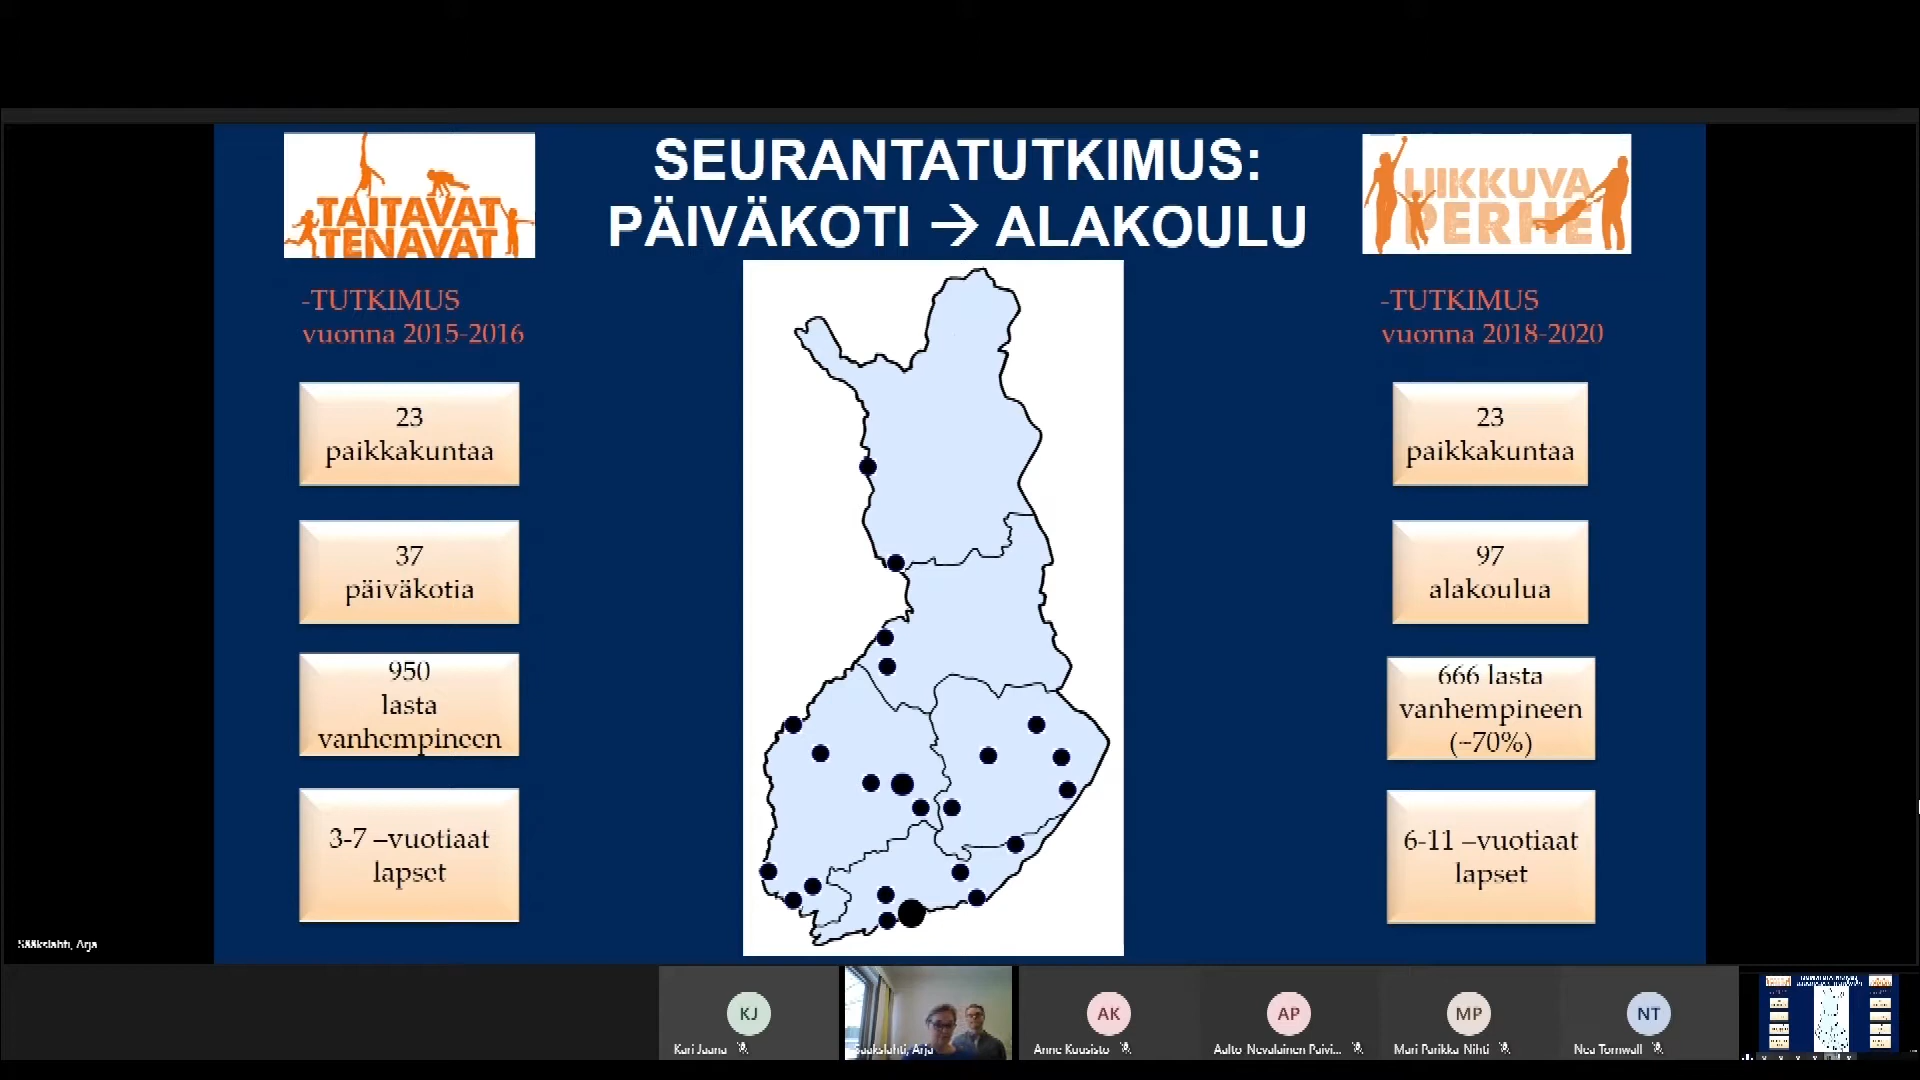 TAITAVAT
TENAVAT
SEURANTATUTKIMUS:
PÄIVÄKOTI → ALAKOULU
LIIKKUVA
PERHE
-TUTKIMUS
vuonna 2015-2016
23
paikkakuntaa
37
päiväkotia
950
lasta
vanhempineen
3-7 –vuotiaat
lapset
-TUTKIMUS
vuonna 2018-2020
23
paikkakuntaa
97
alakoulua
666 lasta
vanhempineen
(~70%)
6-11 –vuotiaat
lapset
Sääkslahti, Arja
KJ
Kari Jaana
Sääkslahti, Arja
AK
Anne Kuusisto
AP
Aalto-Nevalainen Päivi...
MP
Mari Parikka-Nihti
NT
Nea Törnwall